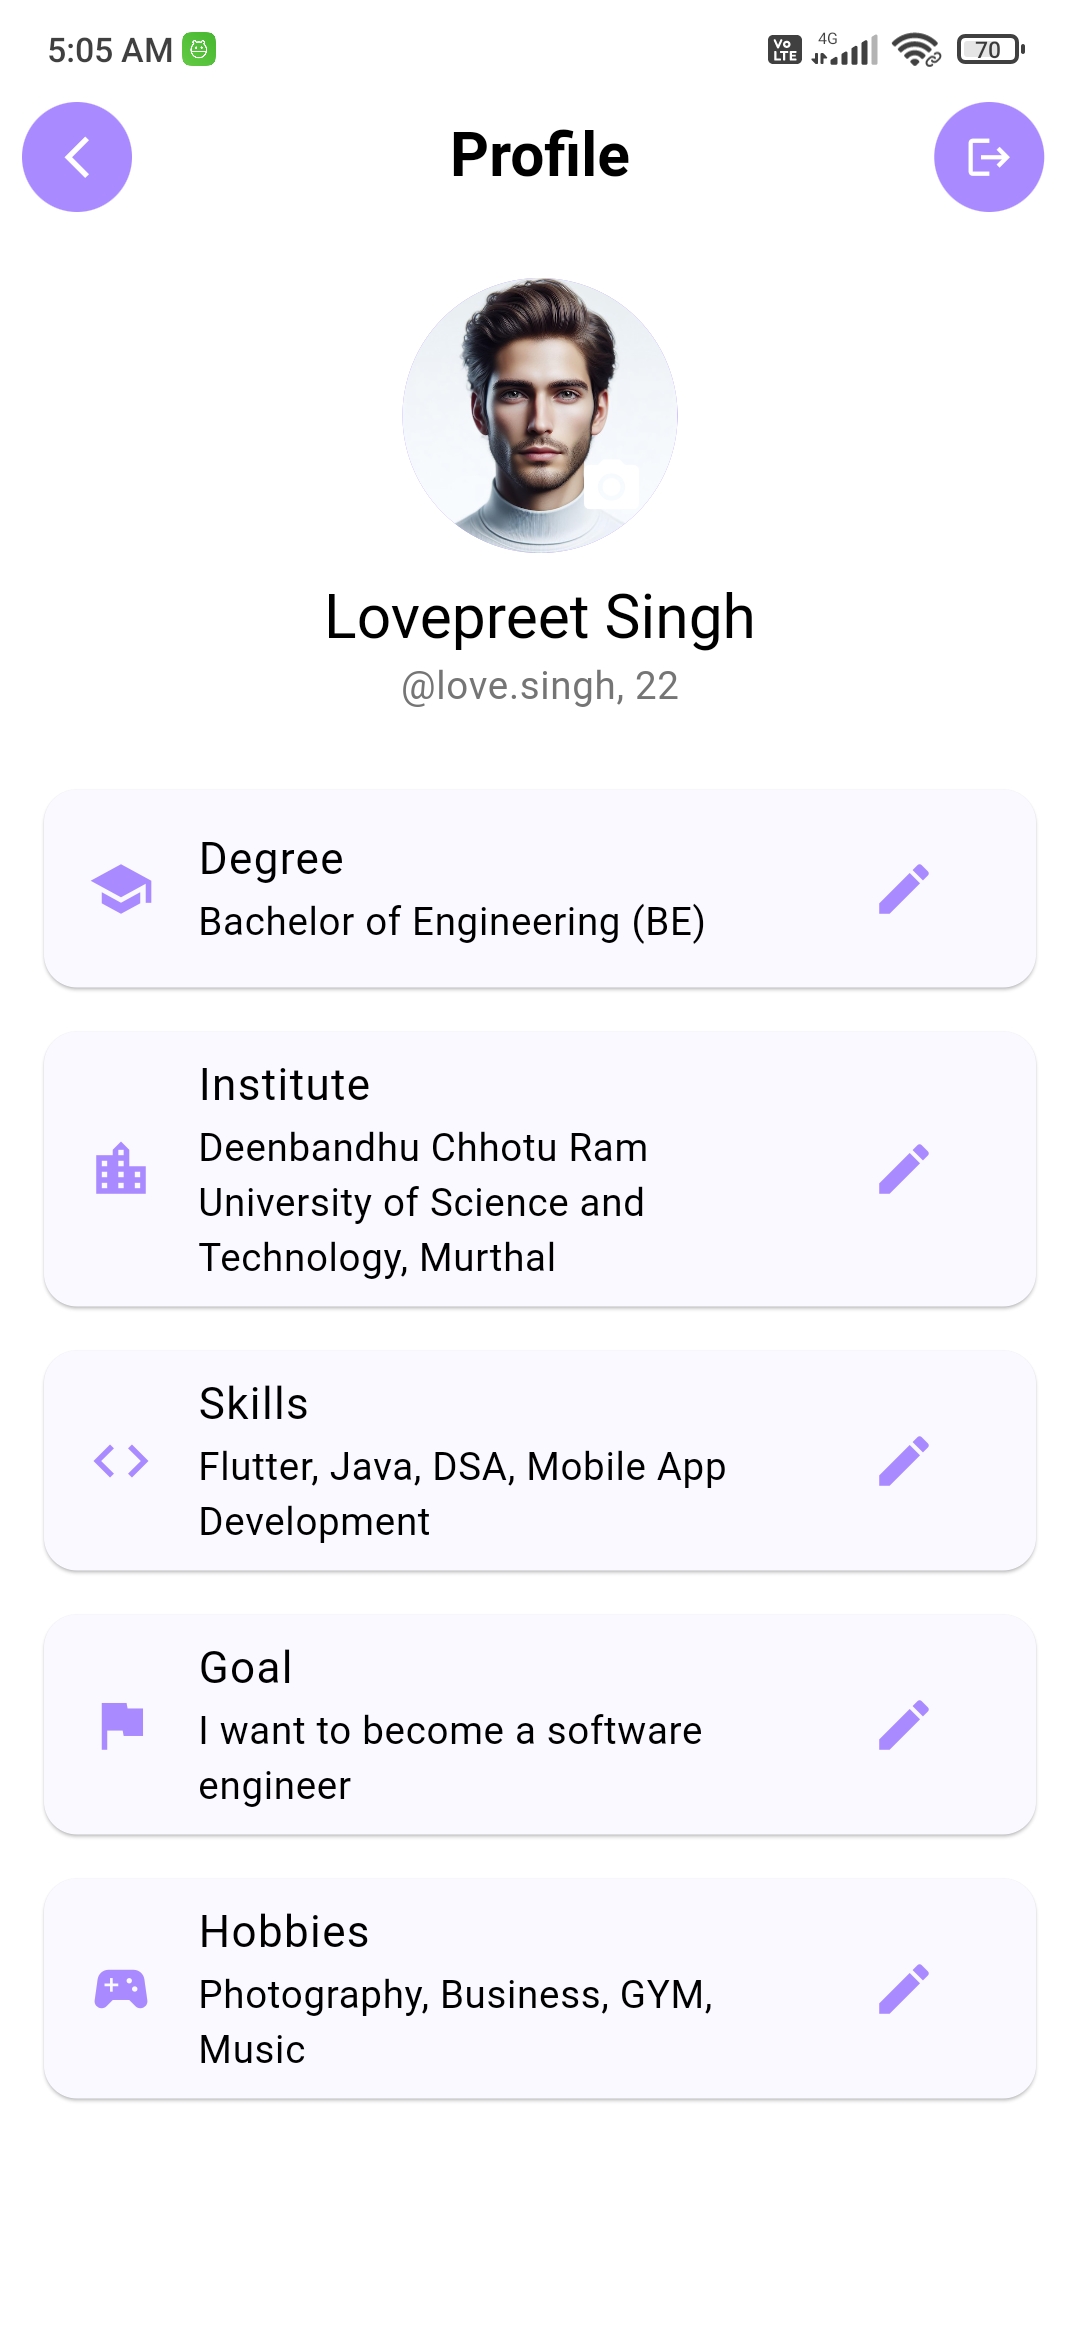 5:05 AM
Vo LTE 4G 70
Profile
Lovepreet Singh
@love.singh, 22
Degree
Bachelor of Engineering (BE)
Institute
Deenbandhu Chhotu Ram
University of Science and
Technology, Murthal
Skills
Flutter, Java, DSA, Mobile App
Development
Goal
I want to become a software
engineer
Hobbies
Photography, Business, GYM,
Music